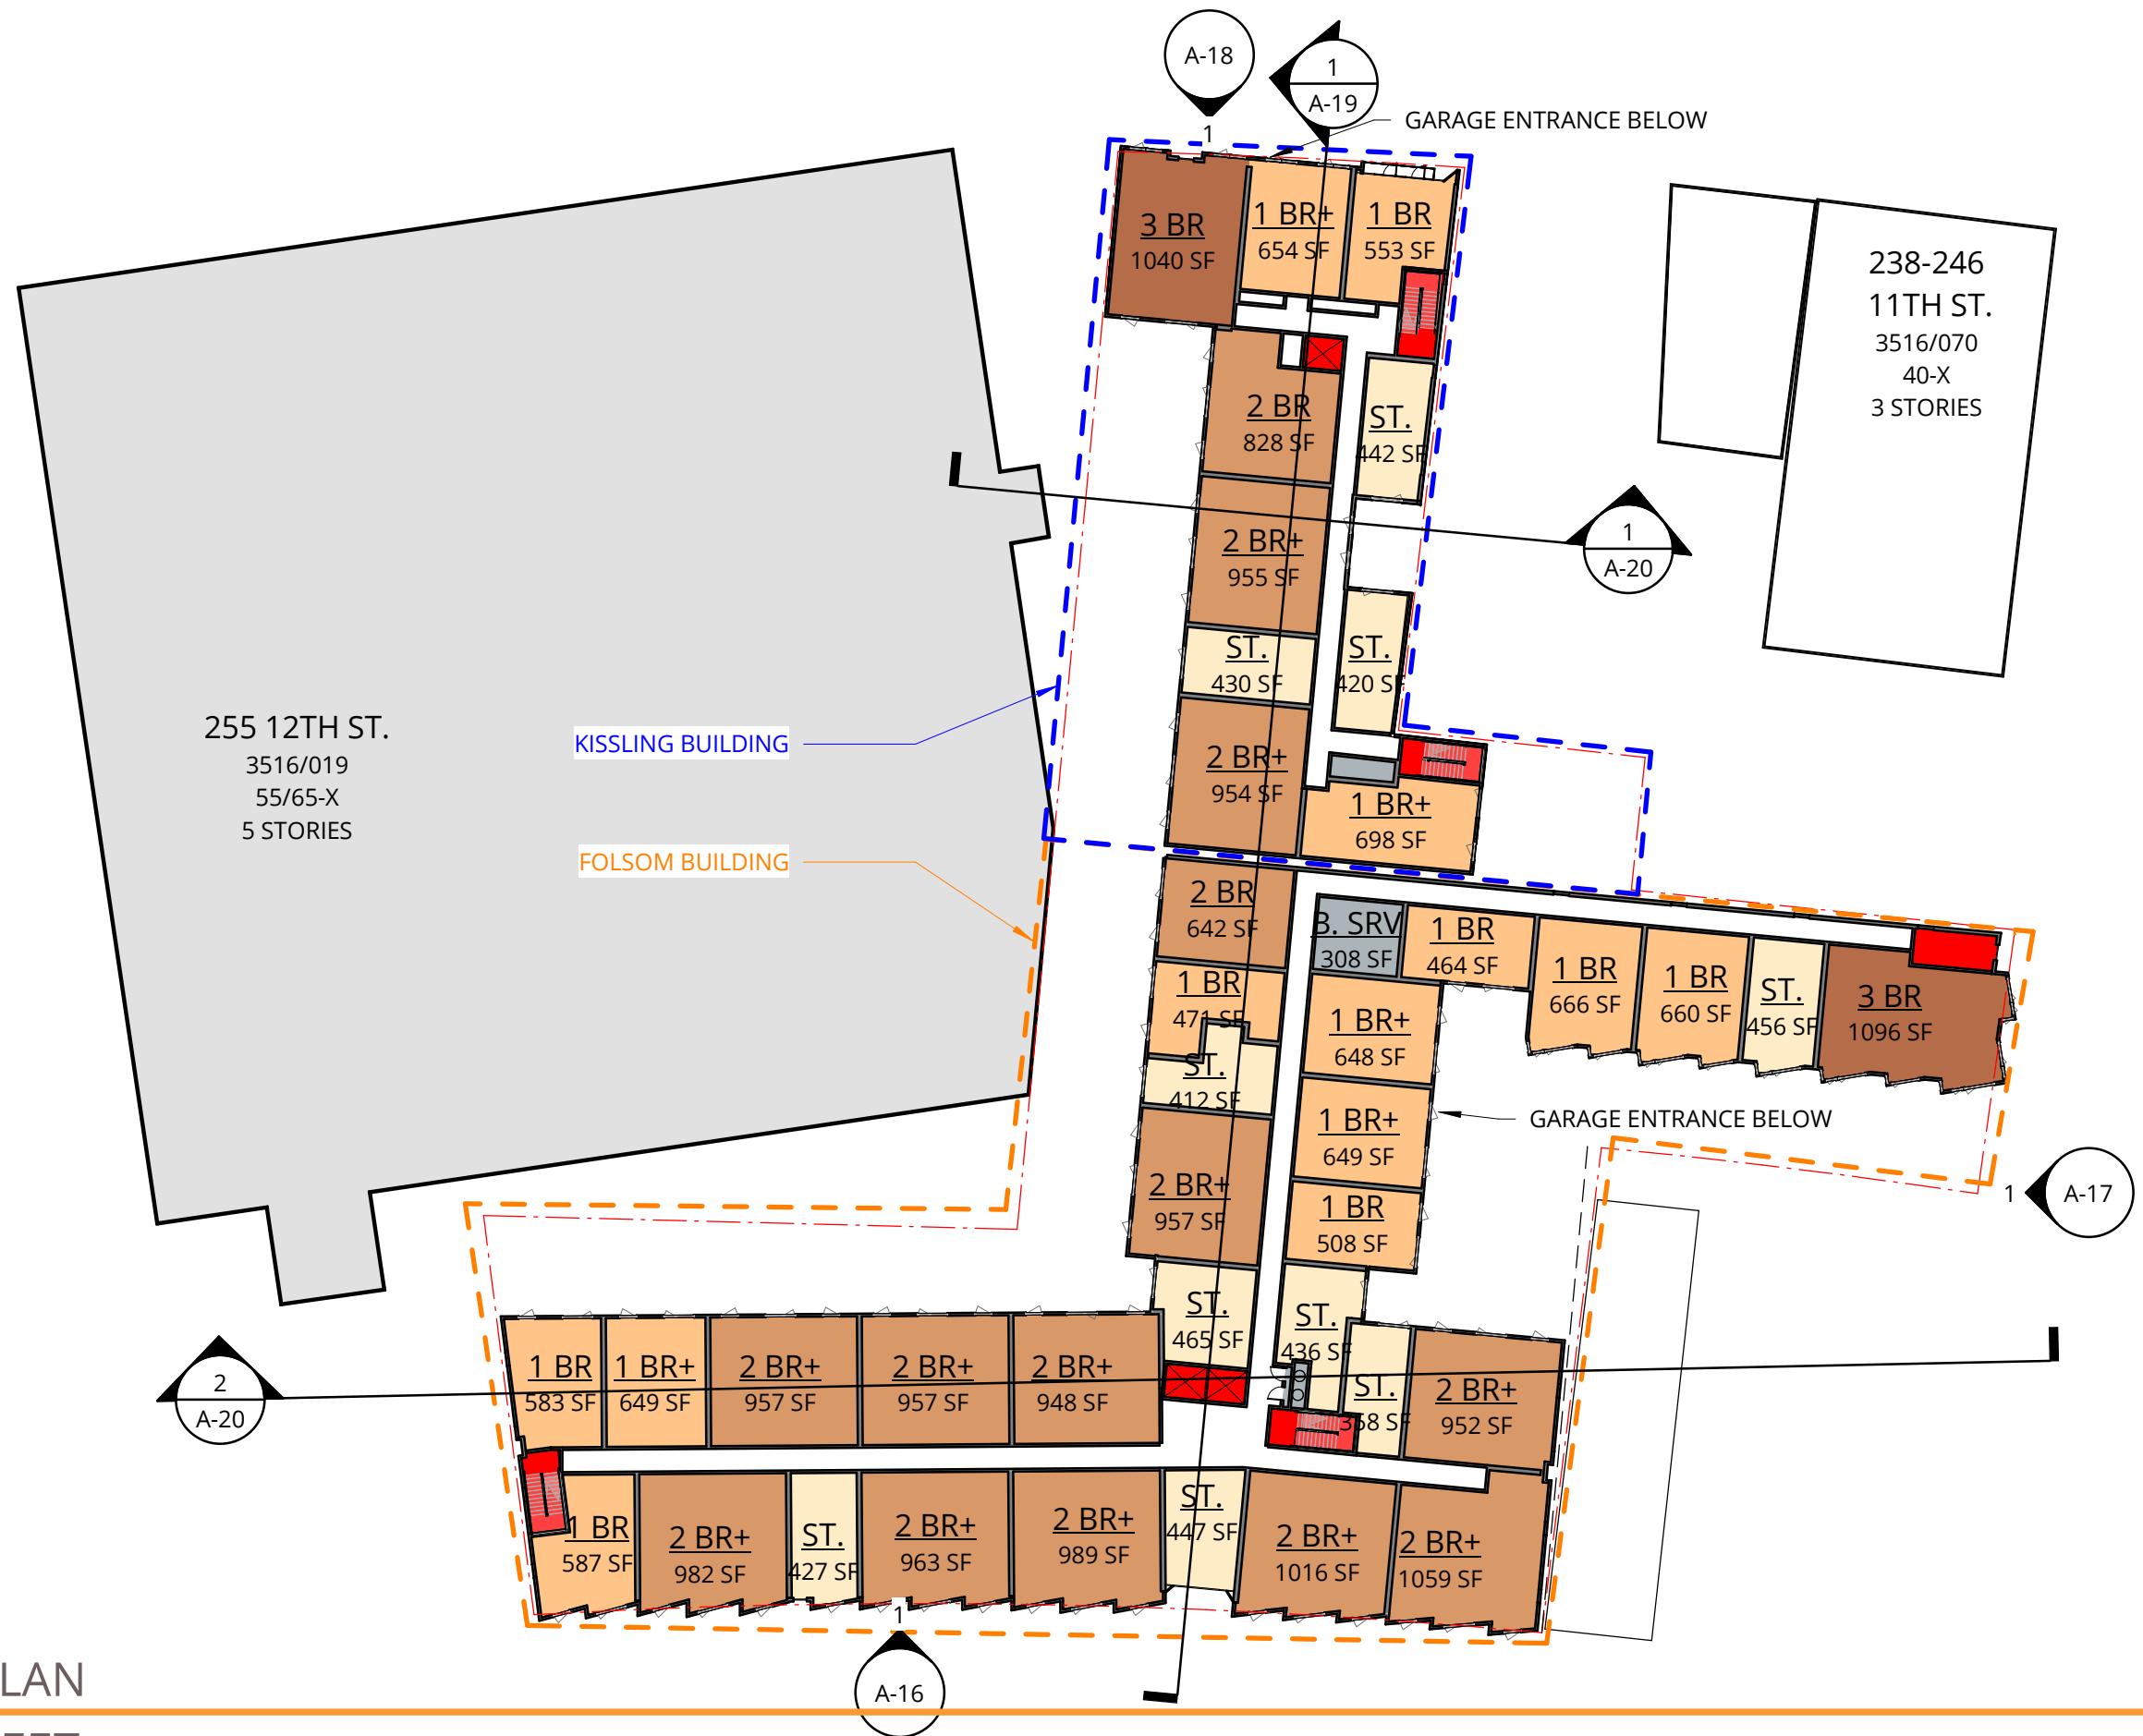 A-18
1
1
A-19
GARAGE ENTRANCE BELOW
3 BR
1040 SF
1 BR+
654 SF
1 BR
553 SF
238-246
11TH ST.
3516/070
40-X
3 STORIES
2 BR
828 SF
ST.
442 SF
1
A-20
2 BR+
955 SF
ST.
430 SF
ST.
420 SF
255 12TH ST.
3516/019
55/65-X
5 STORIES
KISSLING BUILDING
2 BR+
954 SF
1 BR+
698 SF
FOLSOM BUILDING
2 BR
642 SF
B. SRV
308 SF
1 BR
464 SF
1 BR
666 SF
1 BR
660 SF
ST.
456 SF
3 BR
1096 SF
1 BR
471 SF
1 BR+
648 SF
ST.
412 SF
1 BR+
649 SF
GARAGE ENTRANCE BELOW
2 BR+
957 SF
1 BR
508 SF
1
A-17
ST.
465 SF
ST.
436 SF
2
A-20
1 BR
583 SF
1 BR+
649 SF
2 BR+
957 SF
2 BR+
957 SF
2 BR+
948 SF
ST.
358 SF
2 BR+
952 SF
1 BR
587 SF
2 BR+
982 SF
ST.
427 SF
2 BR+
963 SF
2 BR+
989 SF
ST.
447 SF
2 BR+
1016 SF
2 BR+
1059 SF
1
A-16
LAN